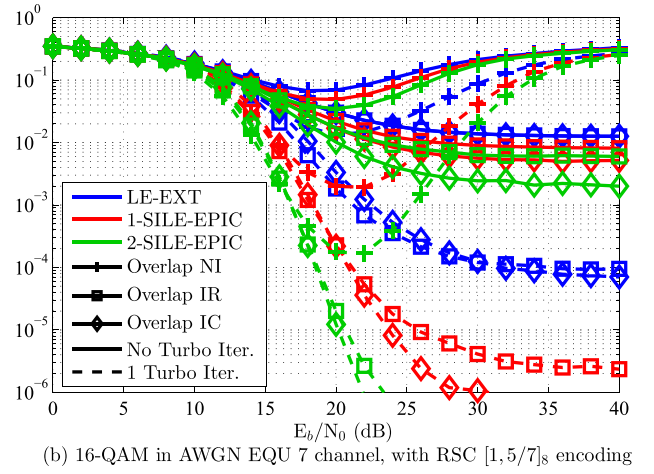 10^0
10^-1
10^-2
10^-3
10^-4
10^-5
10^-6
LE-EXT
1-SILE-EPIC
2-SILE-EPIC
Overlap NI
Overlap IR
Overlap IC
No Turbo Iter.
1 Turbo Iter.
0 5 10 15 20 25 30 35 40
E_b/N_0 (dB)
(b) 16-QAM in AWGN EQU 7 channel, with RSC [1, 5/7]_8 encoding